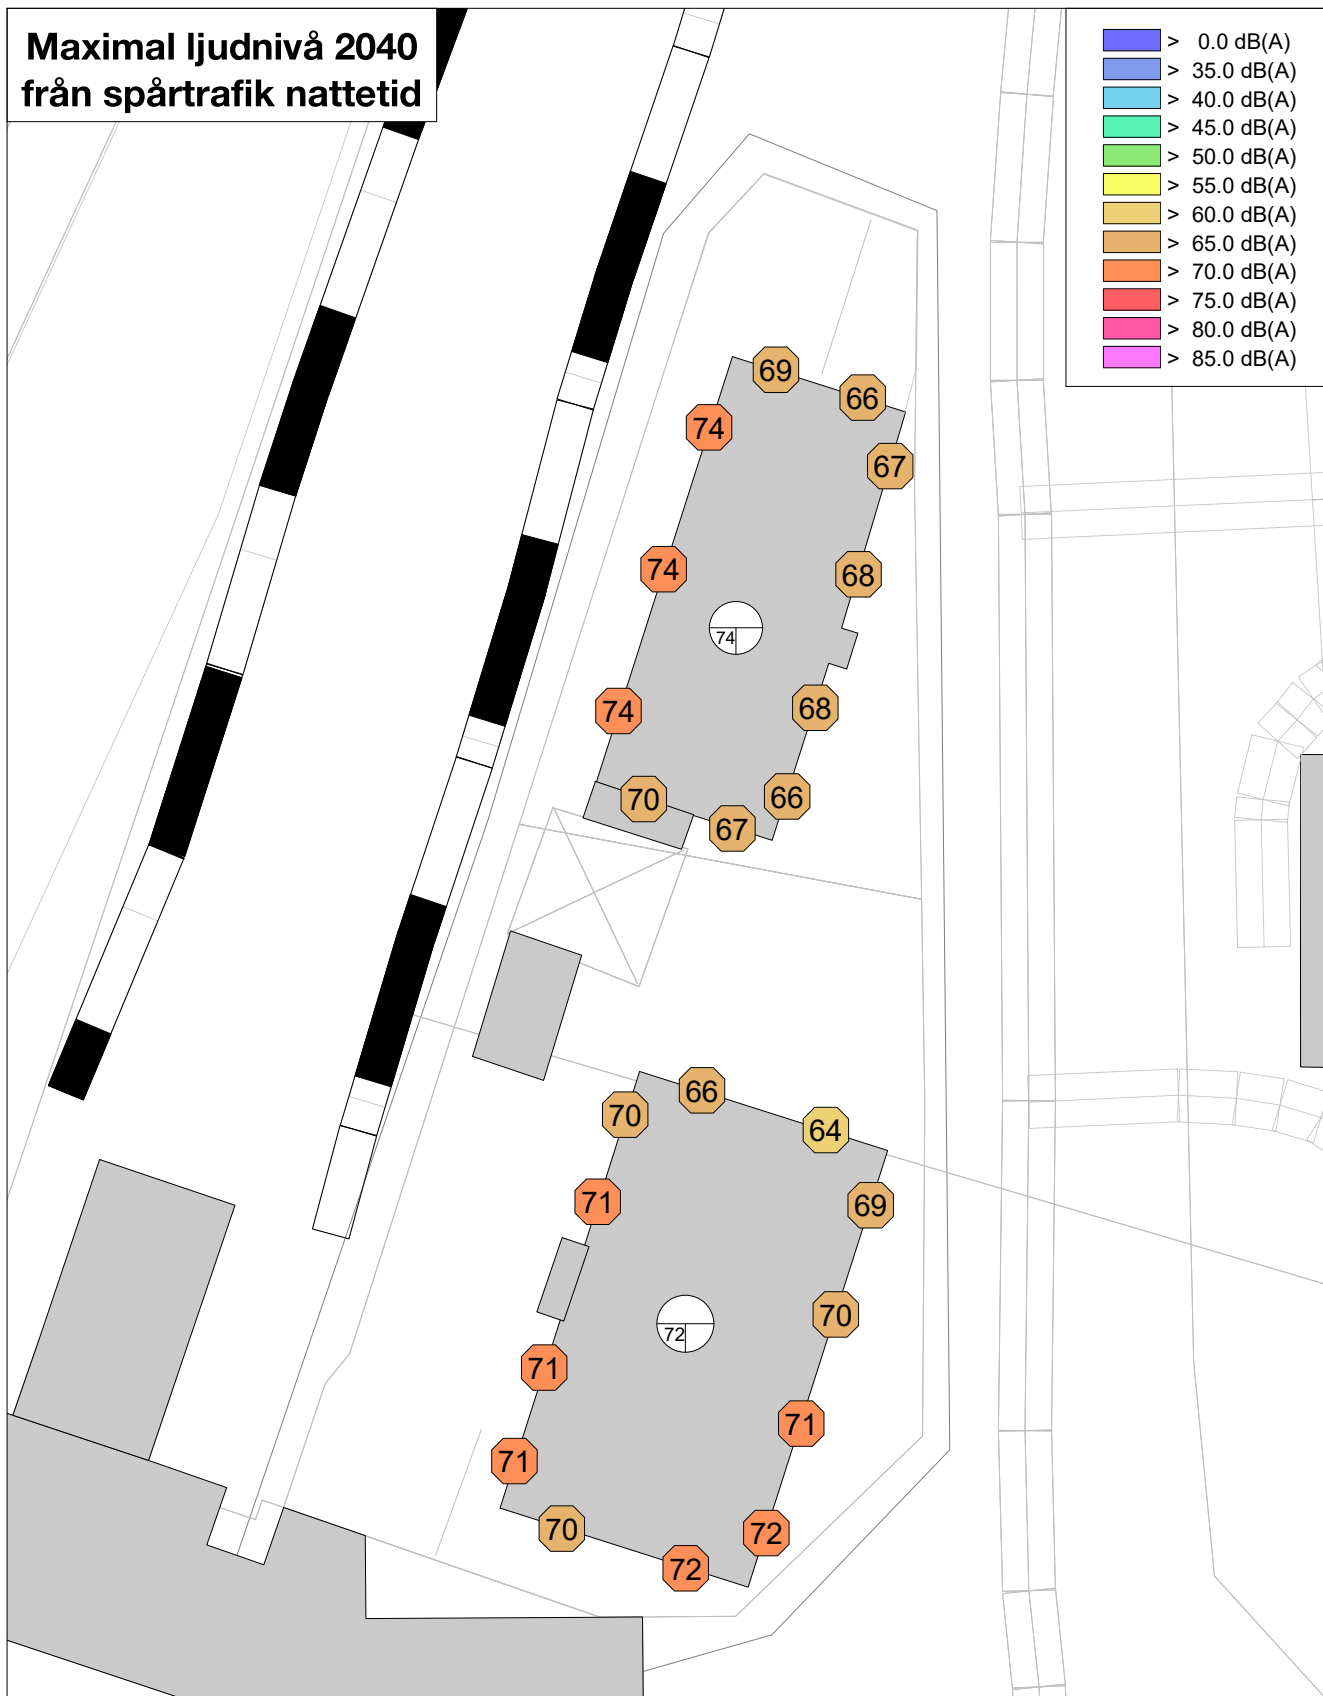 Maximal ljudnivå 2040
från spårtrafik nattetid
> 0.0 dB(A)
> 35.0 dB(A)
> 40.0 dB(A)
> 45.0 dB(A)
> 50.0 dB(A)
> 55.0 dB(A)
> 60.0 dB(A)
> 65.0 dB(A)
> 70.0 dB(A)
> 75.0 dB(A)
> 80.0 dB(A)
> 85.0 dB(A)
69
66
74
67
74
68
74
74
68
70
66
67
66
70
64
71
69
70
72
71
71
71
70
72
72